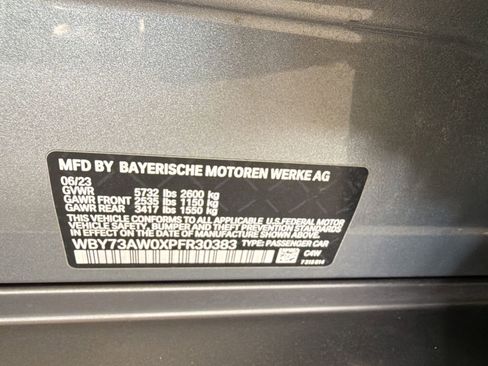 MFD BY BAYERISCHE MOTOREN WERKE AG
06/23
GVWR 5732 lbs 2600 kg
GAWR FRONT 2535 lbs 1150 kg
GAWR REAR 3417 lbs 1550 kg
THIS CAR CONFORMS TO ALL APPLICABLE U.S.FEDERAL MOTOR
VEHICLE SAFETY, BUMPER AND THEFT PREVENTION
STANDARDS IN EFFECT ON THE DATE OF MANUFACTURE SHOWN ABOVE.
WBY73AW0XPFR30383 TYPE: PASSENGER CAR
C4W